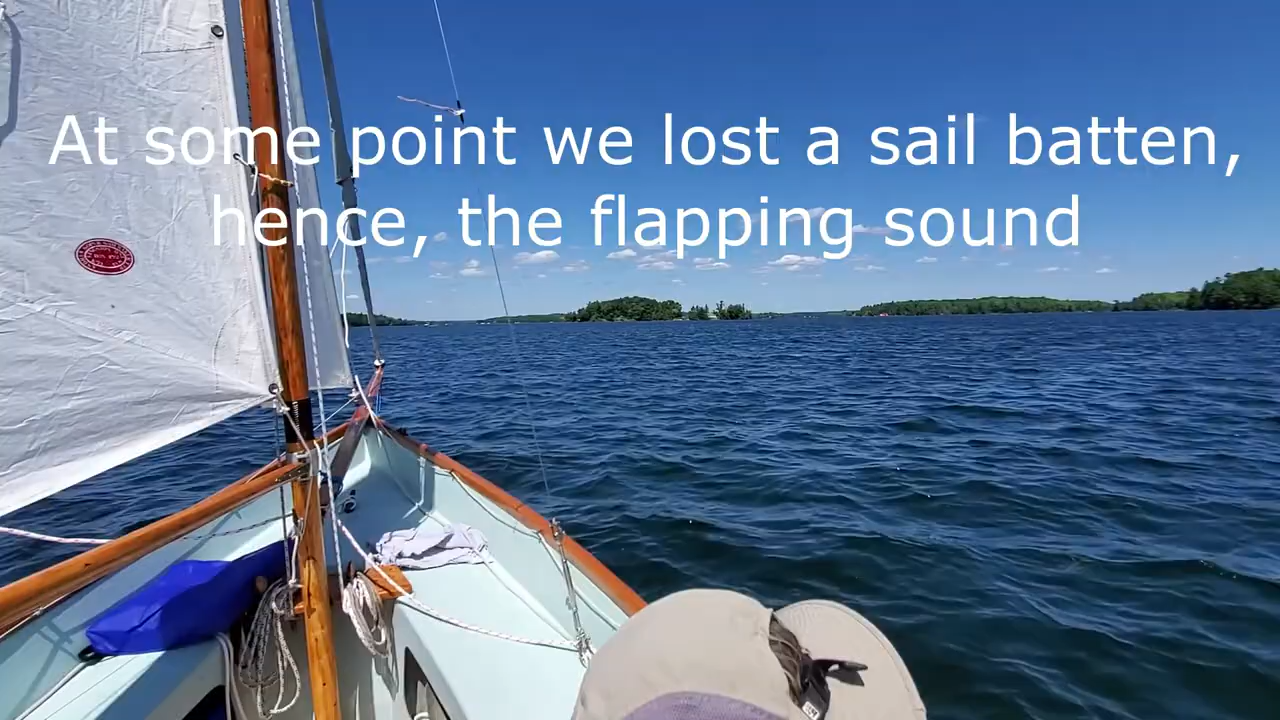 At some point we lost a sail batten,
hence, the flapping sound